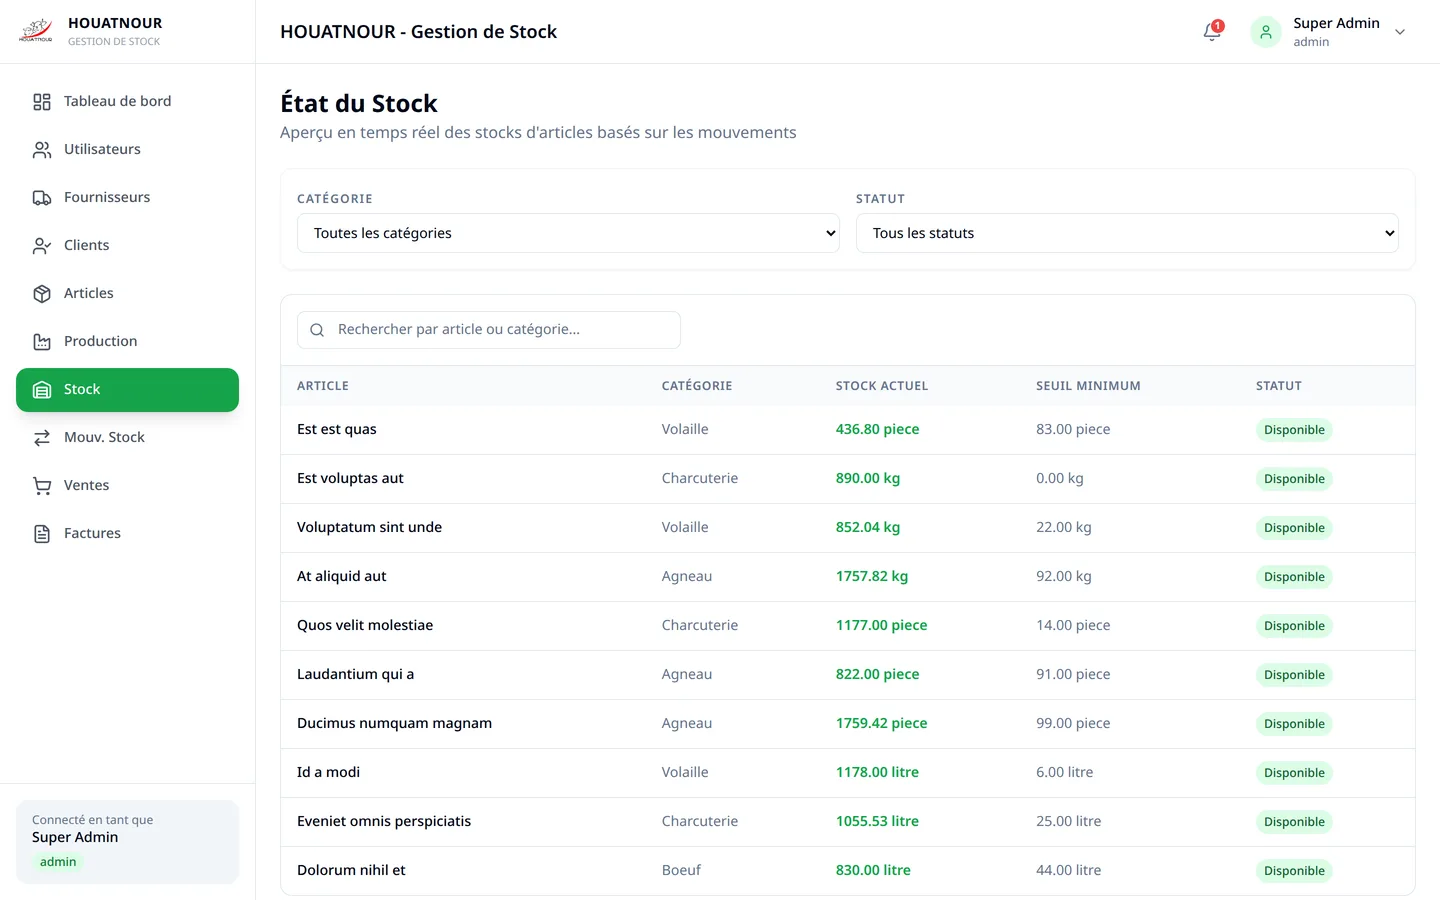 HOUATNOUR
HOUATNOUR
GESTION DE STOCK
HOUATNOUR - Gestion de Stock
1
Super Admin
admin
Tableau de bord
Utilisateurs
Fournisseurs
Clients
Articles
Production
Stock
Mouv. Stock
Ventes
Factures
Connecté en tant que
Super Admin
admin
État du Stock
Aperçu en temps réel des stocks d'articles basés sur les mouvements
CATÉGORIE STATUT
Toutes les catégories Tous les statuts
Rechercher par article ou catégorie...
ARTICLE CATÉGORIE STOCK ACTUEL SEUIL MINIMUM STATUT
Est est quas Volaille 436.80 piece 83.00 piece Disponible
Est voluptas aut Charcuterie 890.00 kg 0.00 kg Disponible
Voluptatum sint unde Volaille 852.04 kg 22.00 kg Disponible
At aliquid aut Agneau 1757.82 kg 92.00 kg Disponible
Quos velit molestiae Charcuterie 1177.00 piece 14.00 piece Disponible
Laudantium qui a Agneau 822.00 piece 91.00 piece Disponible
Ducimus numquam magnam Agneau 1759.42 piece 99.00 piece Disponible
Id a modi Volaille 1178.00 litre 6.00 litre Disponible
Eveniet omnis perspiciatis Charcuterie 1055.53 litre 25.00 litre Disponible
Dolorum nihil et Boeuf 830.00 litre 44.00 litre Disponible